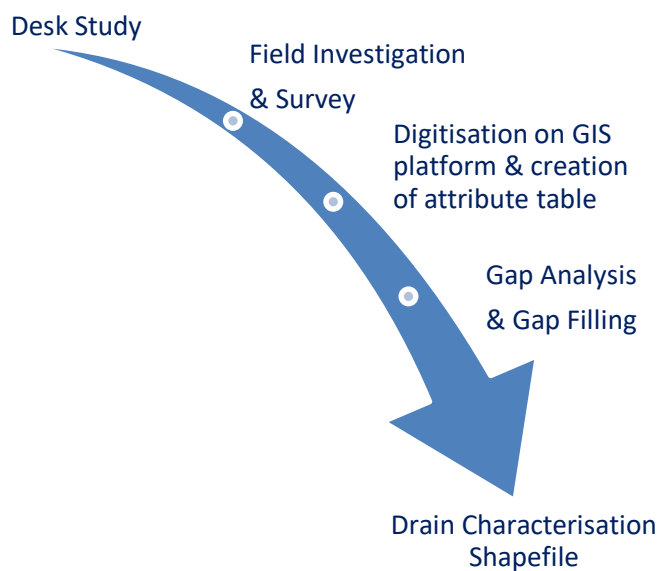 Desk Study
Field Investigation
& Survey
Digitisation on GIS
platform & creation
of attribute table
Gap Analysis
& Gap Filling
Drain Characterisation
Shapefile